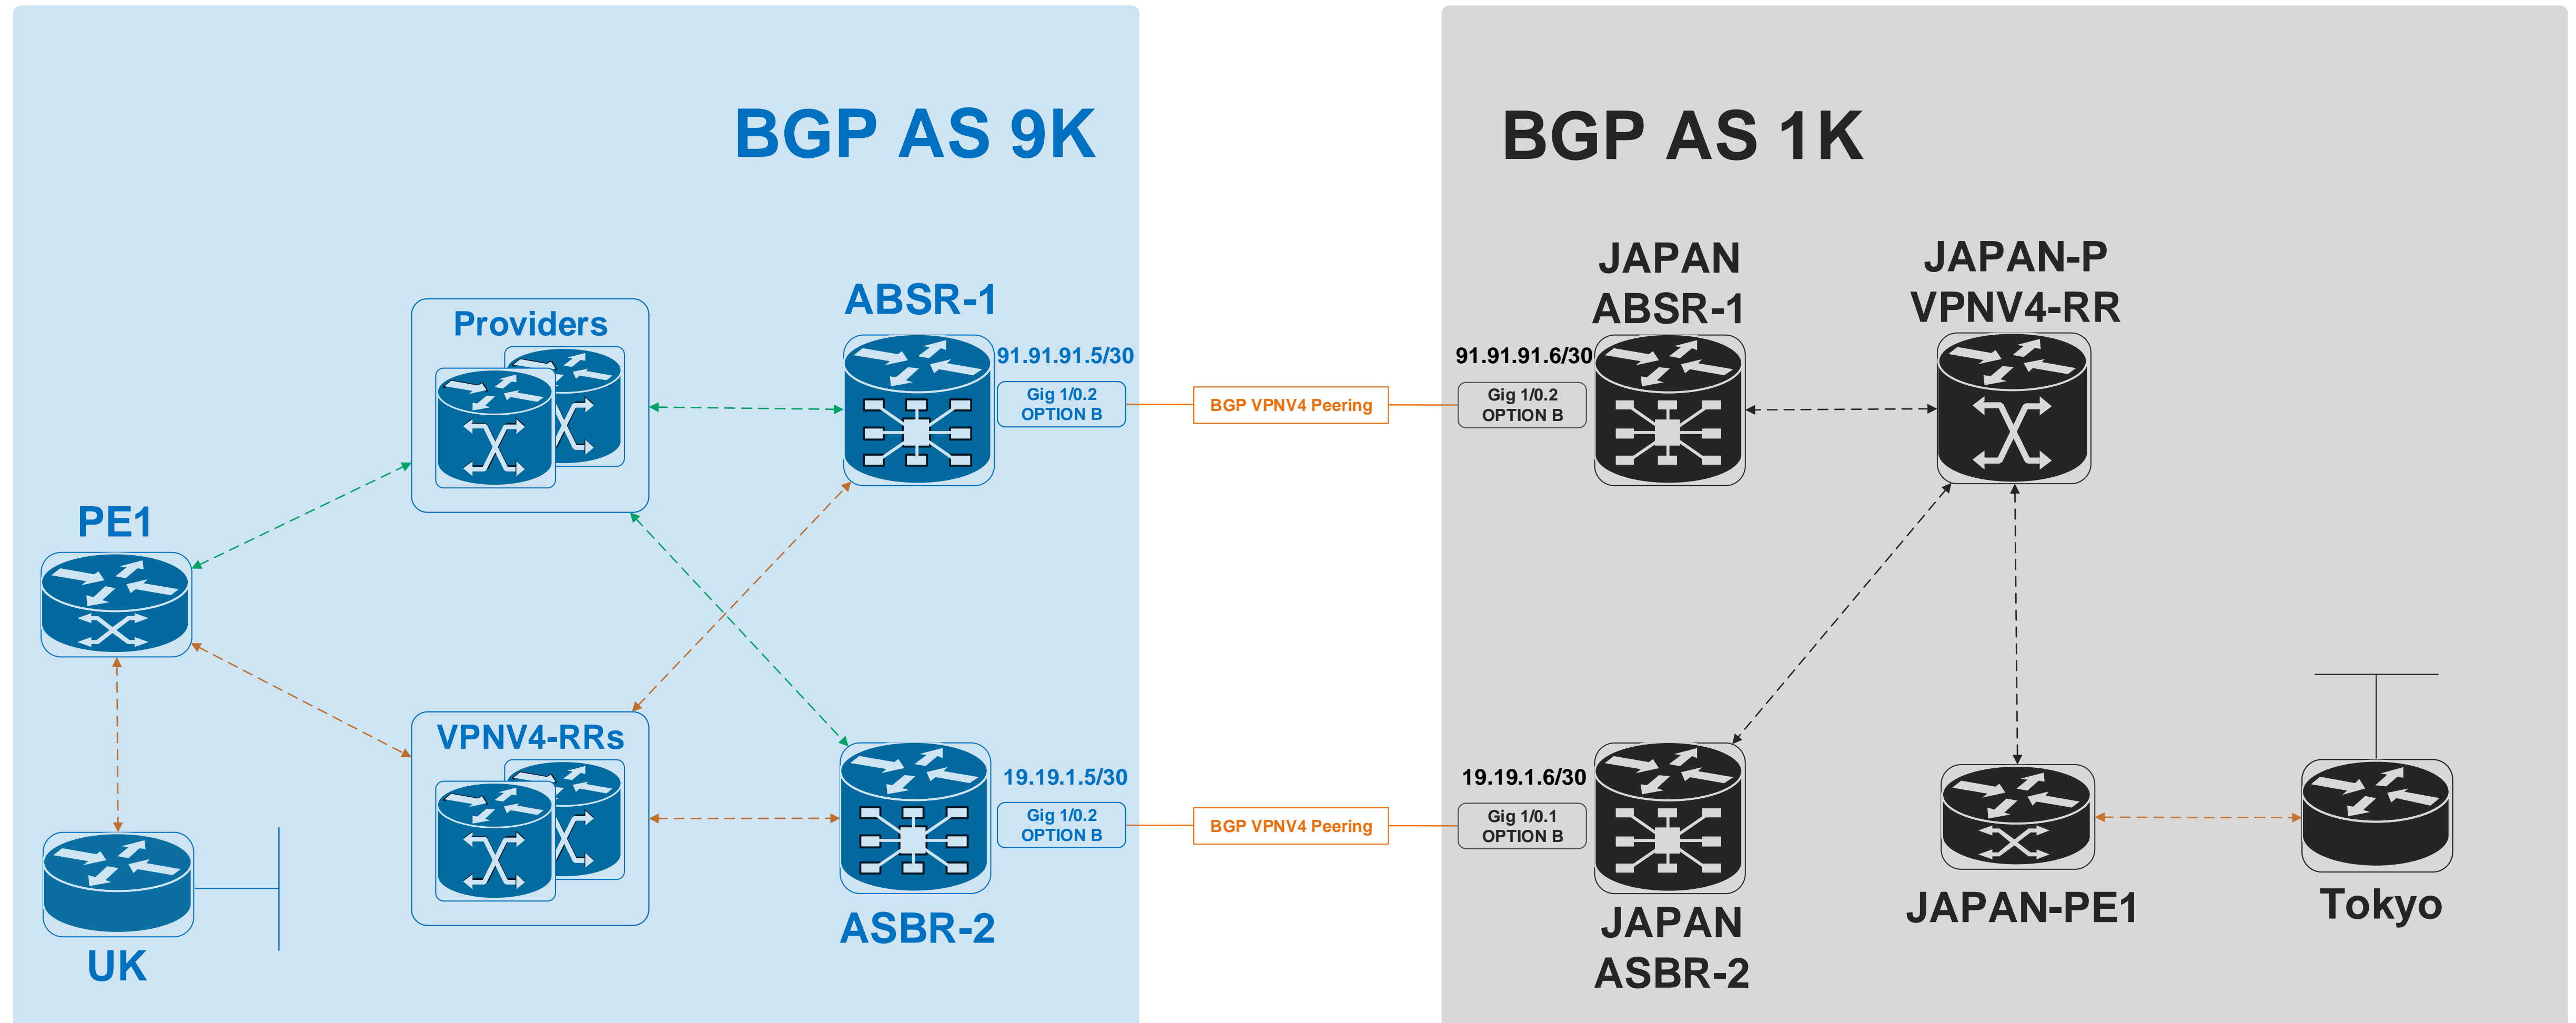 BGP AS 9K
BGP AS 1K
JAPAN
ABSR-1
JAPAN-P
VPNV4-RR
ABSR-1
Providers
91.91.91.5/30
Gig 1/0.2
OPTION B
BGP VPNV4 Peering
91.91.91.6/30
Gig 1/0.2
OPTION B
PE1
VPNV4-RRs
19.19.1.5/30
Gig 1/0.2
OPTION B
BGP VPNV4 Peering
19.19.1.6/30
Gig 1/0.1
OPTION B
UK
ASBR-2
JAPAN
ASBR-2
JAPAN-PE1
Tokyo